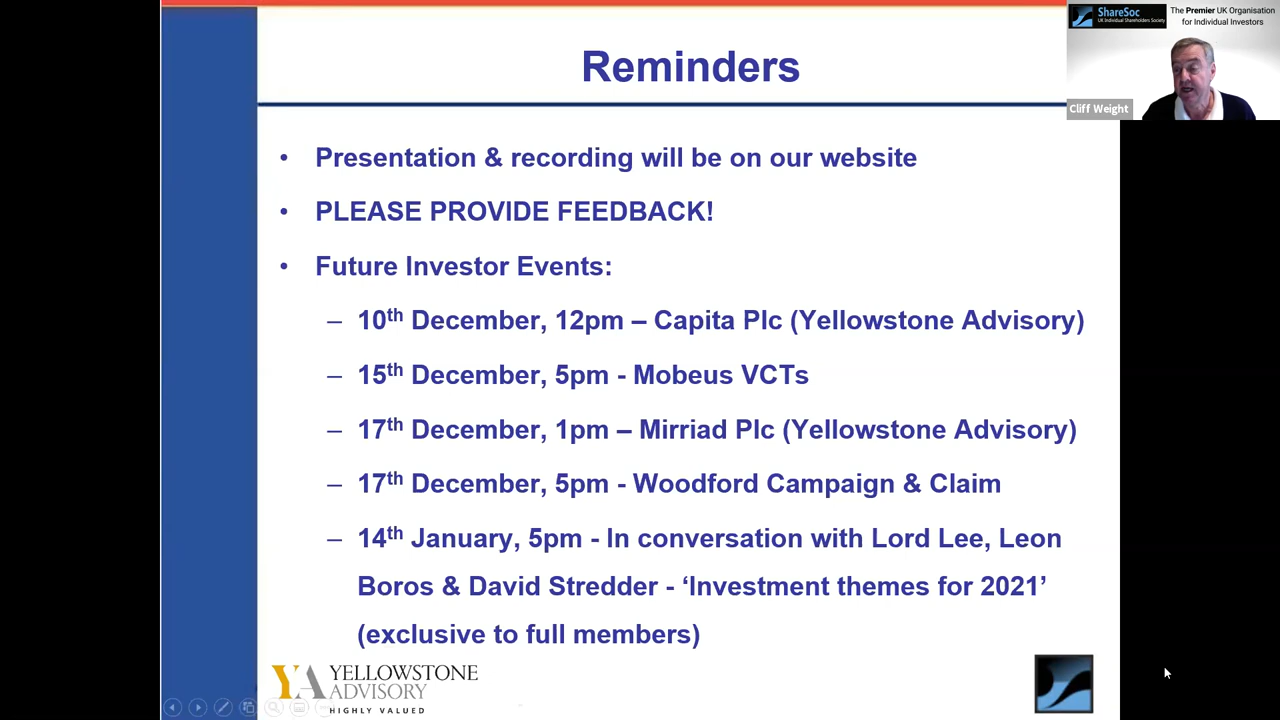 ShareSoc
UK Individual Shareholders Society
The Premier UK Organisation
for Individual Investors
Cliff Weight
Reminders
• Presentation & recording will be on our website
• PLEASE PROVIDE FEEDBACK!
• Future Investor Events:
– 10th December, 12pm – Capita Plc (Yellowstone Advisory)
– 15th December, 5pm - Mobeus VCTs
– 17th December, 1pm – Mirriad Plc (Yellowstone Advisory)
– 17th December, 5pm - Woodford Campaign & Claim
– 14th January, 5pm - In conversation with Lord Lee, Leon
Boros & David Stredder - ‘Investment themes for 2021’
(exclusive to full members)
YA YELLOWSTONE
ADVISORY
HIGHLY VALUED